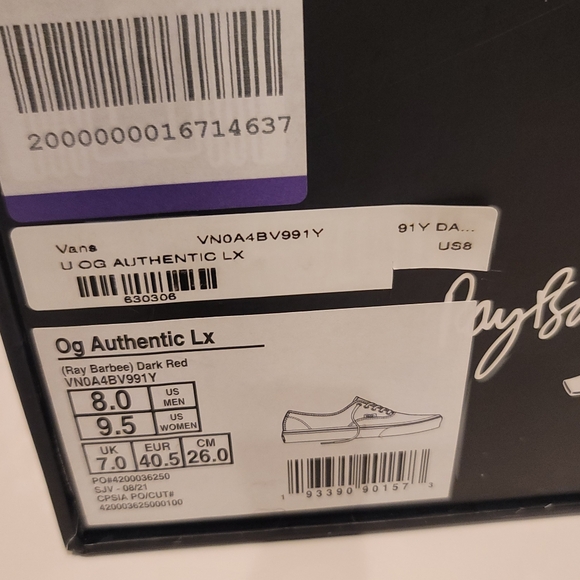 2000000016714637
Vans VN0A4BV991Y 91Y DA...
U OG AUTHENTIC LX US8
630306
Og Authentic Lx
(Ray Barbee) Dark Red
VN0A4BV991Y
8.0 US MEN
9.5 US WOMEN
UK EUR CM
7.0 40.5 26.0
PO#4200036250
SJV - 08/21
CPSIA PO/CUT#
420003625000100
1 93390 90157 3
Ray Ba